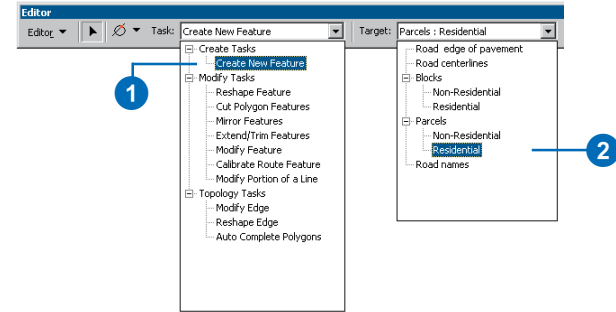 Editor
Editor Task: Create New Feature Target: Parcels : Residential
Create Tasks
Create New Feature
Modify Tasks
Reshape Feature
Cut Polygon Features
Mirror Features
Extend/Trim Features
Modify Feature
Calibrate Route Feature
Modify Portion of a Line
Topology Tasks
Modify Edge
Reshape Edge
Auto Complete Polygons
1
Road edge of pavement
Road centerlines
Blocks
Non-Residential
Residential
Parcels
Non-Residential
Residential
Road names
2